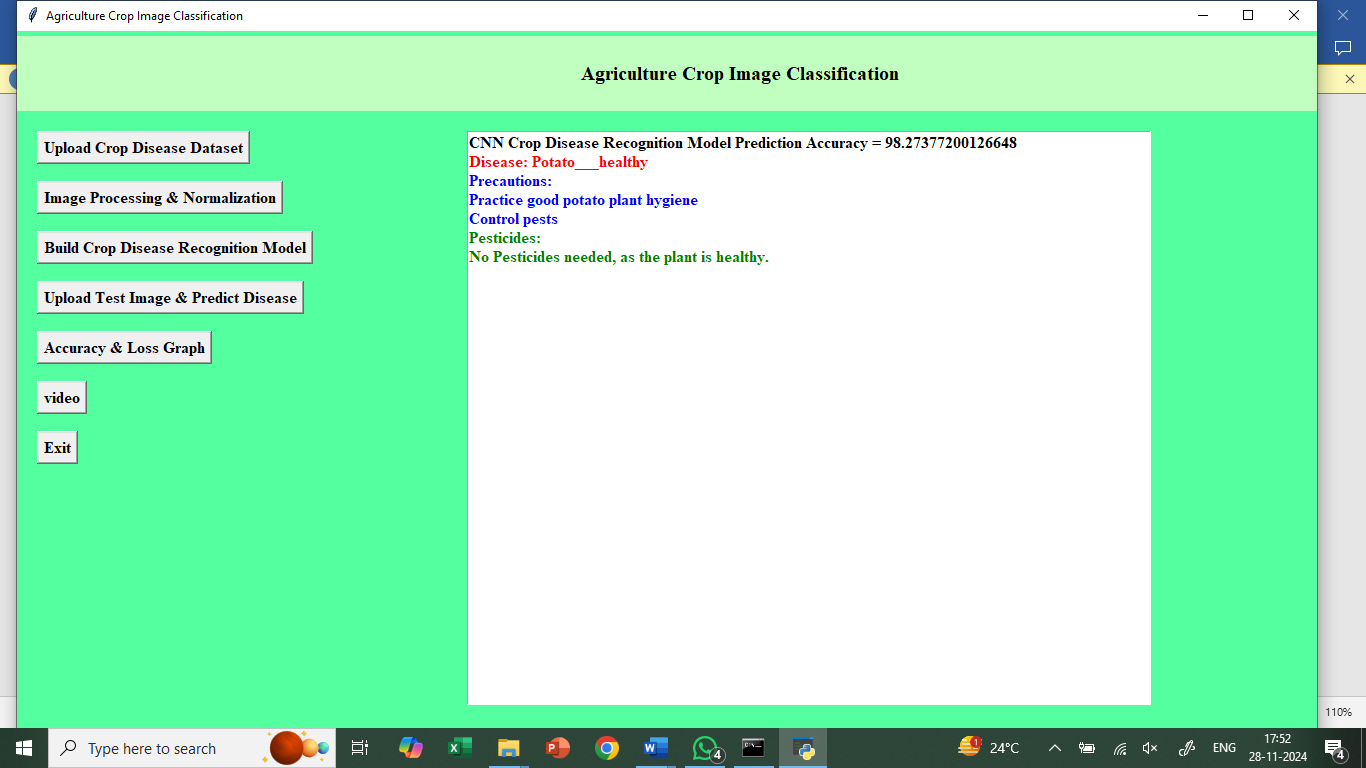 Agriculture Crop Image Classification
Agriculture Crop Image Classification
Upload Crop Disease Dataset
Image Processing & Normalization
Build Crop Disease Recognition Model
Upload Test Image & Predict Disease
Accuracy & Loss Graph
video
Exit
CNN Crop Disease Recognition Model Prediction Accuracy = 98.27377200126648
Disease: Potato___healthy
Precautions:
Practice good potato plant hygiene
Control pests
Pesticides:
No Pesticides needed, as the plant is healthy.
110%
Type here to search
4
1
24°C
ENG
17:52
28-11-2024
4